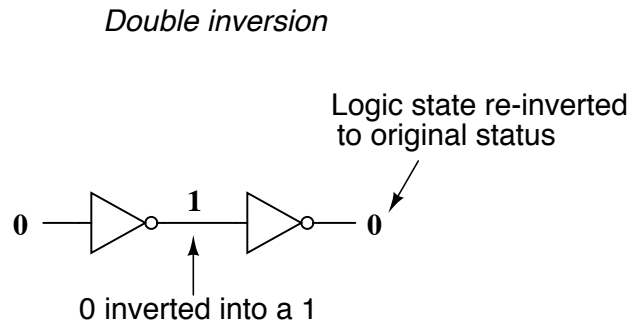 Double inversion
Logic state re-inverted
to original status
0
1
0
0 inverted into a 1